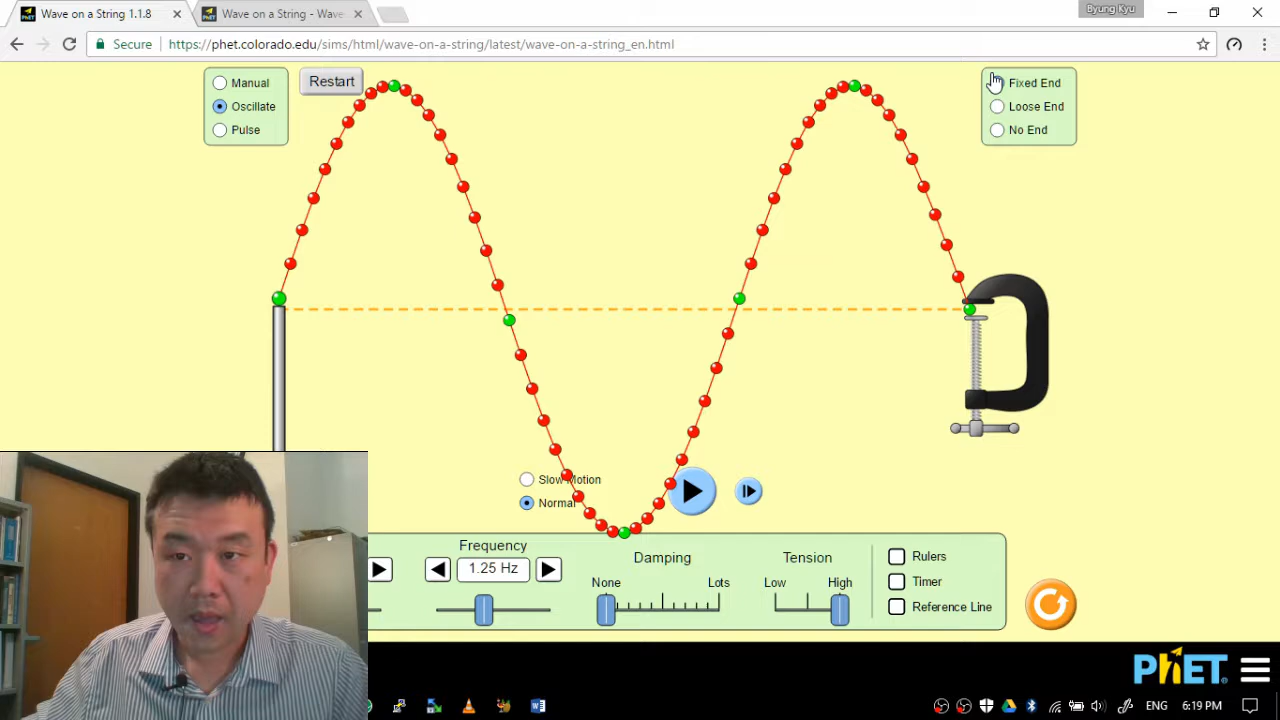 Wave on a String 1.1.8
Wave on a String - Wave
Byung Kyu
Secure
https://phet.colorado.edu/sims/html/wave-on-a-string/latest/wave-on-a-string_en.html
Manual
Oscillate
Pulse
Restart
Fixed End
Loose End
No End
Slow Motion
Normal
Frequency
1.25 Hz
Damping
None
Lots
Tension
Low
High
Rulers
Timer
Reference Line
PhET
ENG
6:19 PM